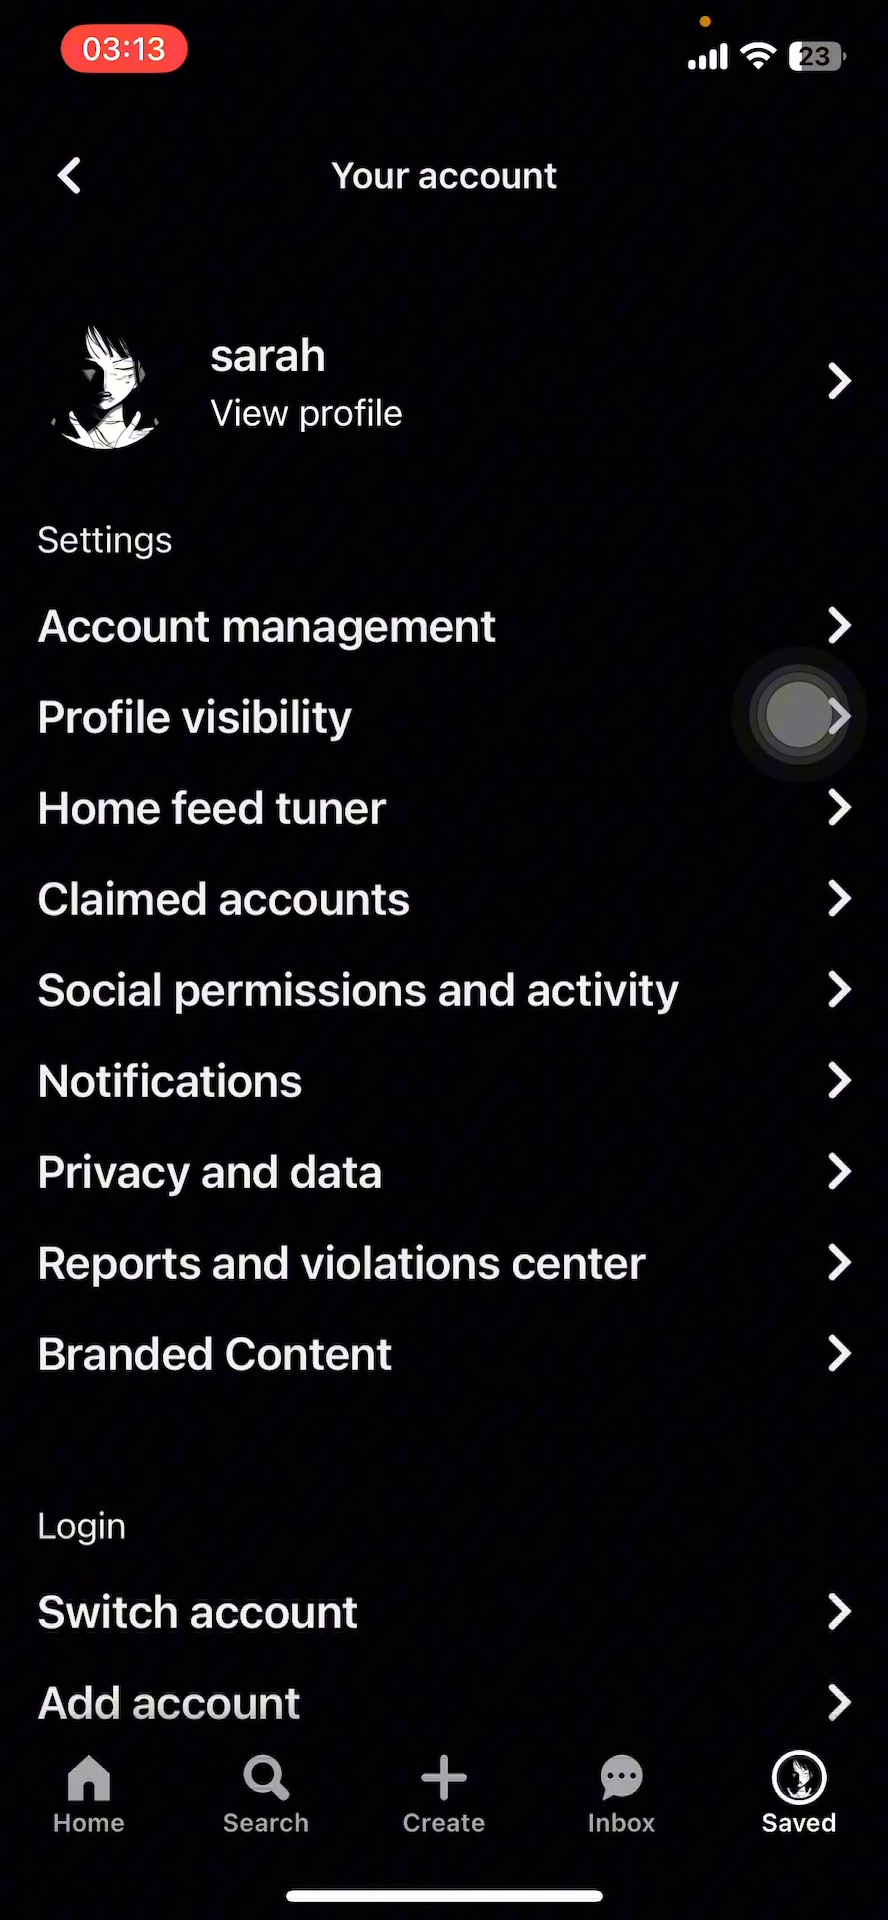 03:13
23
Your account
sarah
View profile
Settings
Account management
Profile visibility
Home feed tuner
Claimed accounts
Social permissions and activity
Notifications
Privacy and data
Reports and violations center
Branded Content
Login
Switch account
Add account
Home
Search
Create
Inbox
Saved